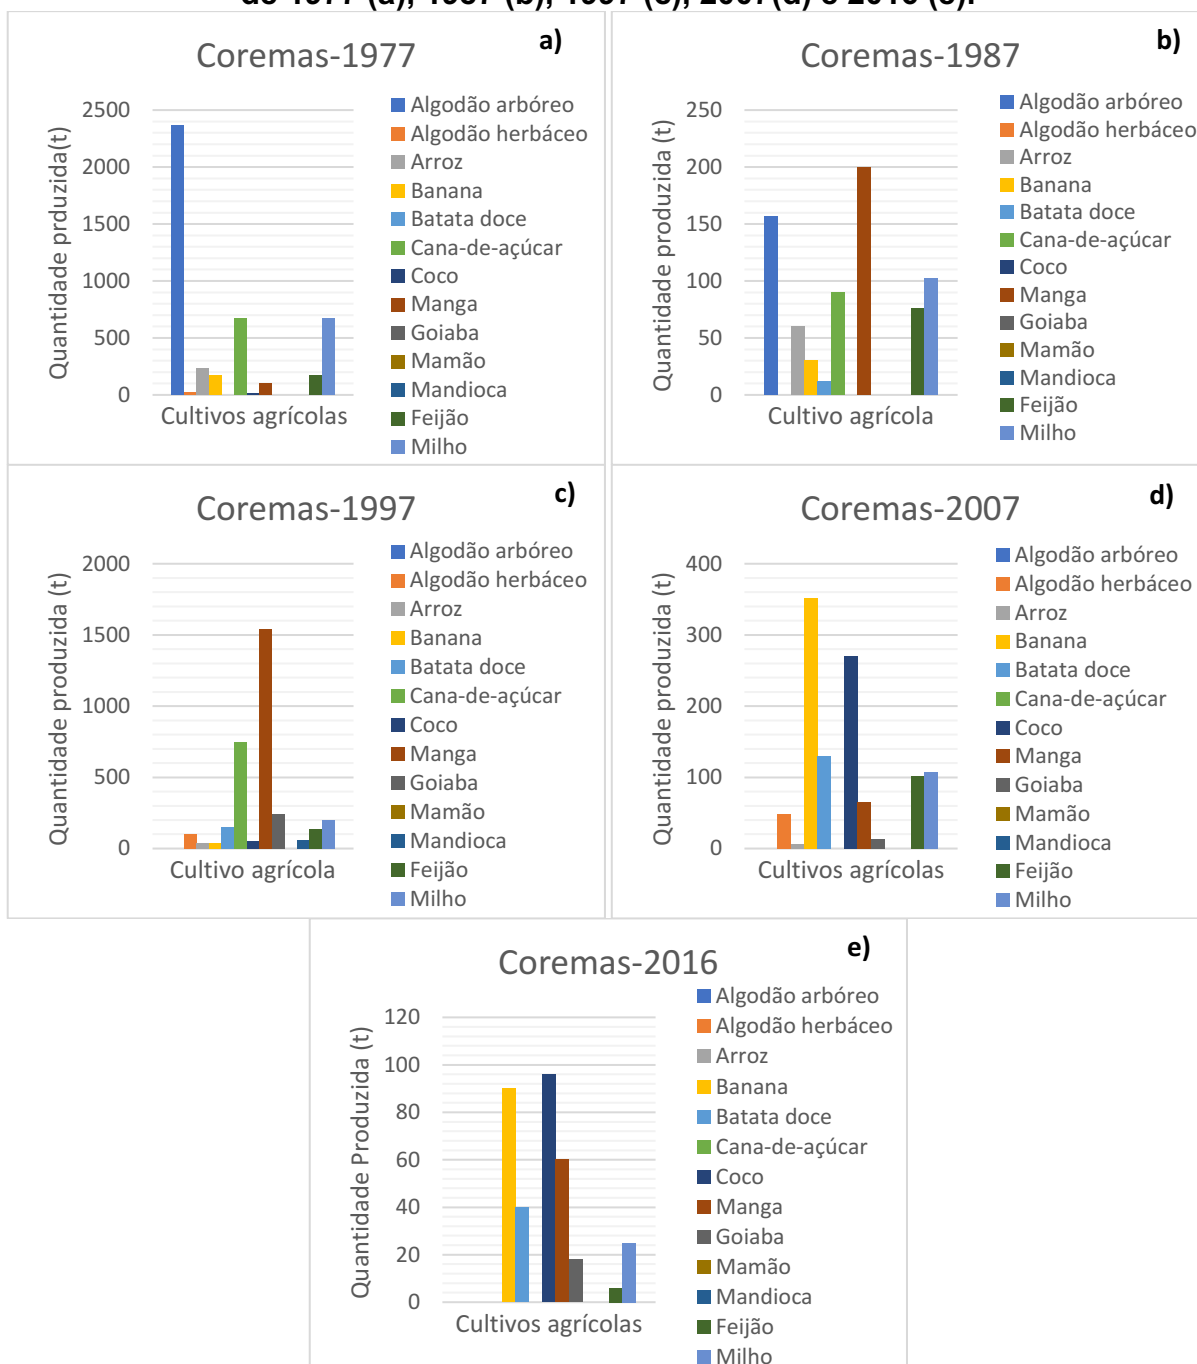 de 1977 (a), 1987 (b), 1997 (c), 2007(d) e 2016 (e).
a)
Coremas-1977
Quantidade prduzida(t)
2500
2000
1500
1000
500
0
Cultivos agrícolas
Algodão arbóreo
Algodão herbáceo
Arroz
Banana
Batata doce
Cana-de-açúcar
Coco
Manga
Goiaba
Mamão
Mandioca
Feijão
Milho
b)
Coremas-1987
Quantidade produzida (t)
250
200
150
100
50
0
Cultivo agrícola
Algodão arbóreo
Algodão herbáceo
Arroz
Banana
Batata doce
Cana-de-açúcar
Coco
Manga
Goiaba
Mamão
Mandioca
Feijão
Milho
c)
Coremas-1997
Quantidade produzida (t)
2000
1500
1000
500
0
Cultivo agrícola
Algodão arbóreo
Algodão herbáceo
Arroz
Banana
Batata doce
Cana-de-açúcar
Coco
Manga
Goiaba
Mamão
Mandioca
Feijão
Milho
d)
Coremas-2007
Quantidade produzida (t)
400
300
200
100
0
Cultivos agrícolas
Algodão arbóreo
Algodão herbáceo
Arroz
Banana
Batata doce
Cana-de-açúcar
Coco
Manga
Goiaba
Mamão
Mandioca
Feijão
Milho
e)
Coremas-2016
Quantidade Produzida (t)
120
100
80
60
40
20
0
Cultivos agrícolas
Algodão arbóreo
Algodão herbáceo
Arroz
Banana
Batata doce
Cana-de-açúcar
Coco
Manga
Goiaba
Mamão
Mandioca
Feijão
Milho